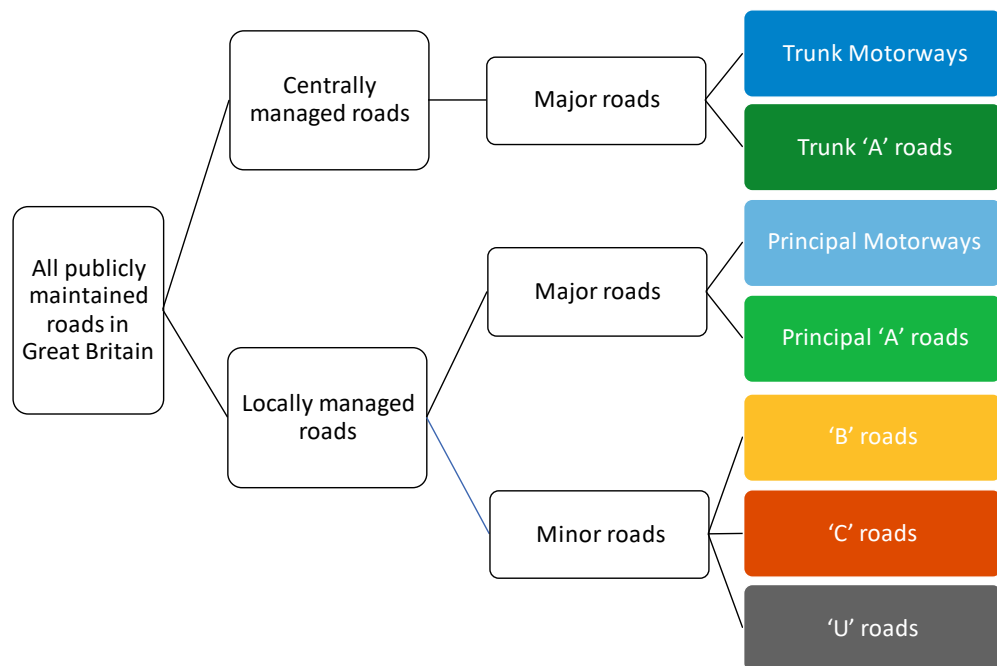 All publicly
maintained
roads in
Great Britain
Centrally
managed roads
Major roads
Trunk Motorways
Trunk ‘A’ roads
Locally managed
roads
Major roads
Principal Motorways
Principal ‘A’ roads
Minor roads
‘B’ roads
‘C’ roads
‘U’ roads